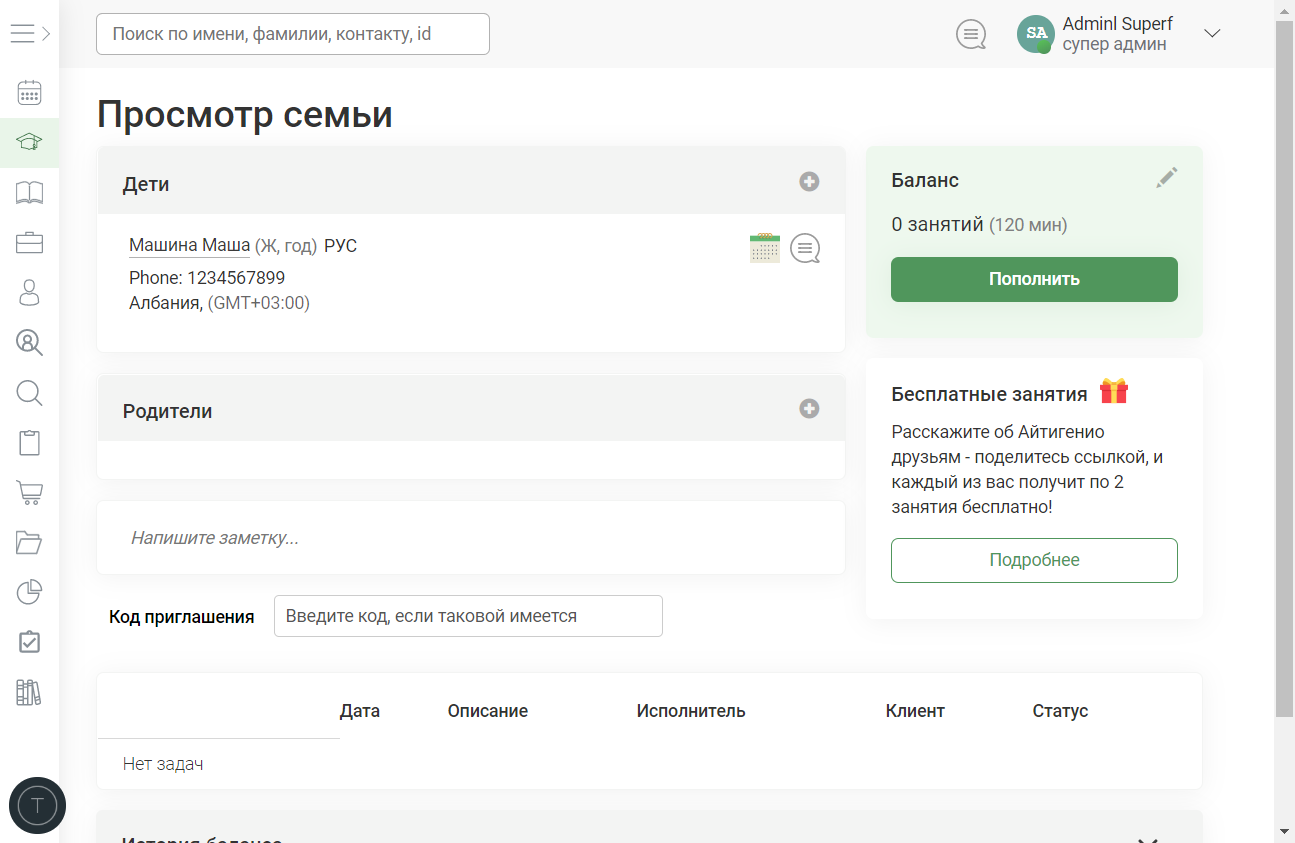 Поиск по имени, фамилии, контакту, id
SA
Adminl Superf
супер админ
Просмотр семьи
Дети
Машина Маша (Ж, год) РУС
Phone: 1234567899
Албания, (GMT+03:00)
Родители
Напишите заметку...
Код приглашения
Введите код, если таковой имеется
Баланс
0 занятий (120 мин)
Пополнить
Бесплатные занятия
Расскажите об Айтигенио
друзьям - поделитесь ссылкой, и
каждый из вас получит по 2
занятия бесплатно!
Подробнее
Дата Описание Исполнитель Клиент Статус
Нет задач
T
История баланса